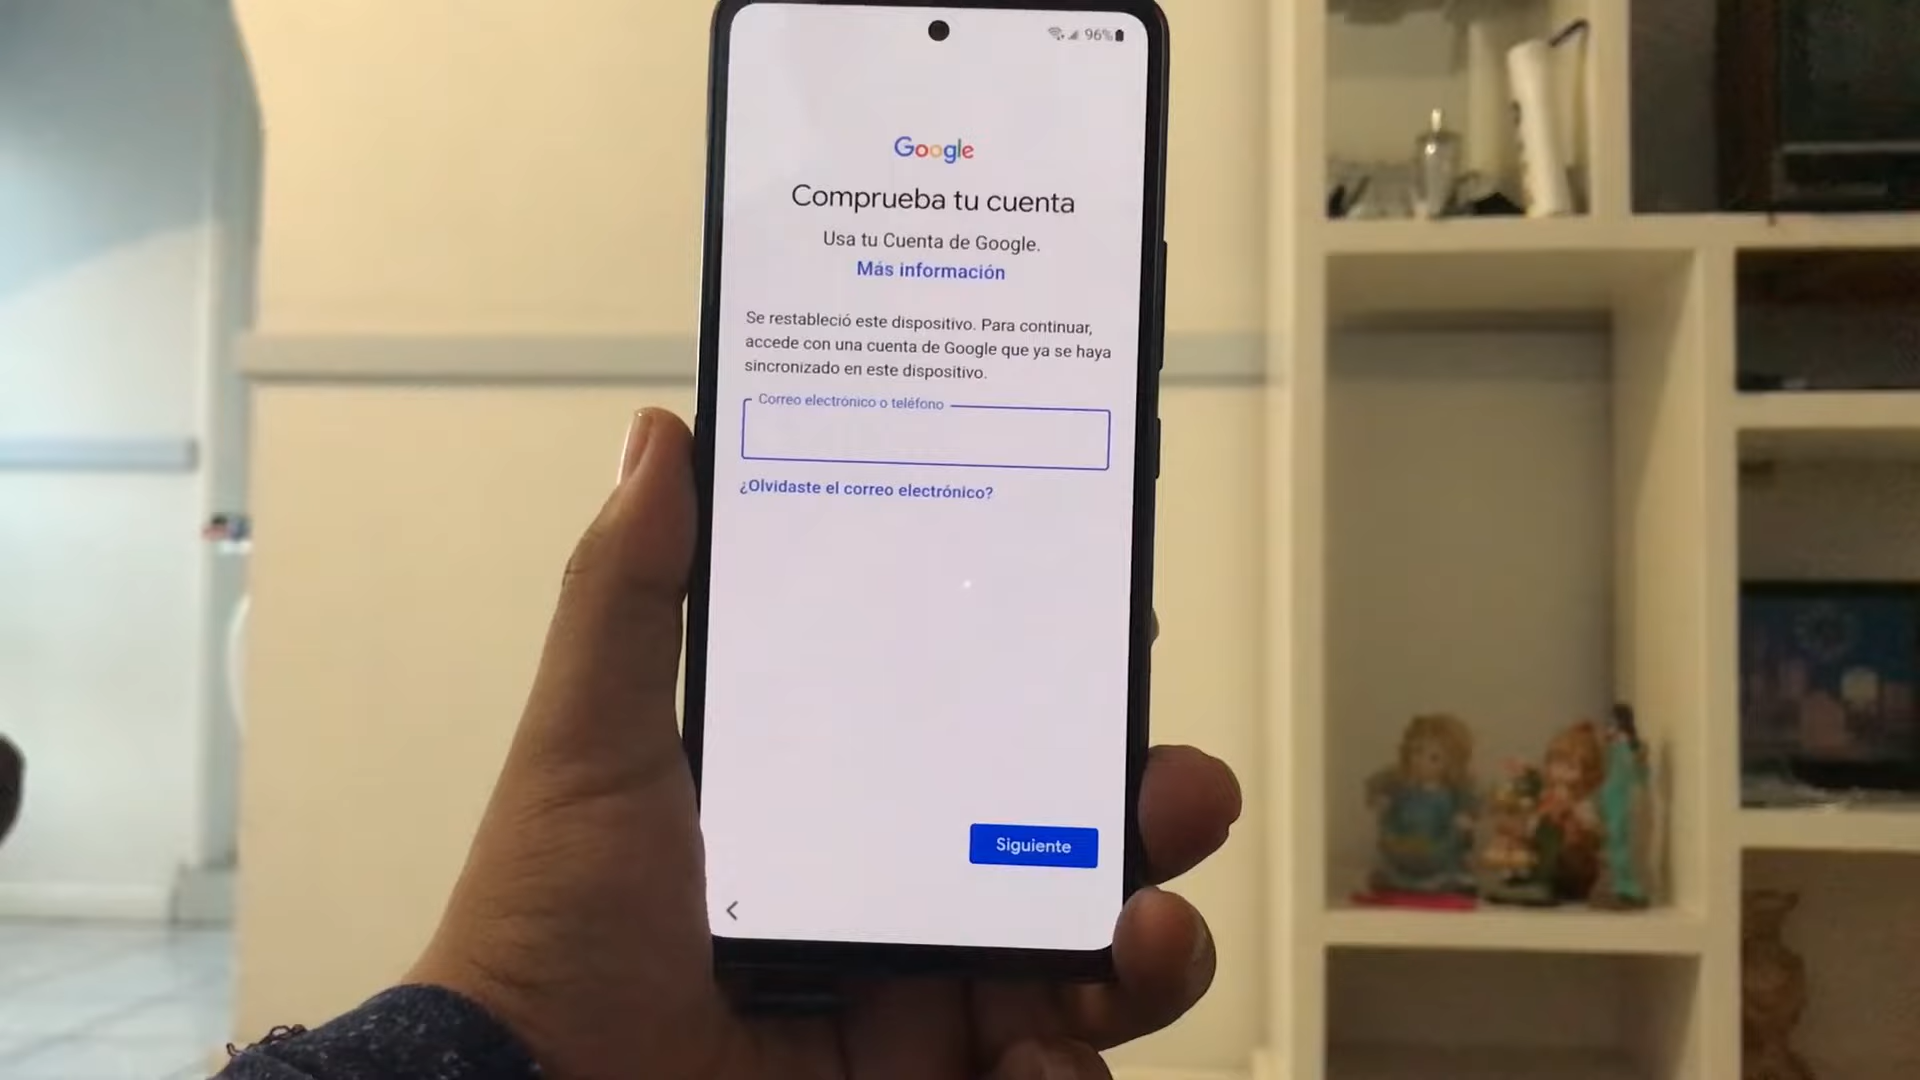 96%
Google
Comprueba tu cuenta
Usa tu Cuenta de Google.
Más información
Se restableció este dispositivo. Para continuar,
accede con una cuenta de Google que ya se haya
sincronizado en este dispositivo.
Correo electrónico o teléfono
¿Olvidaste el correo electrónico?
Siguiente